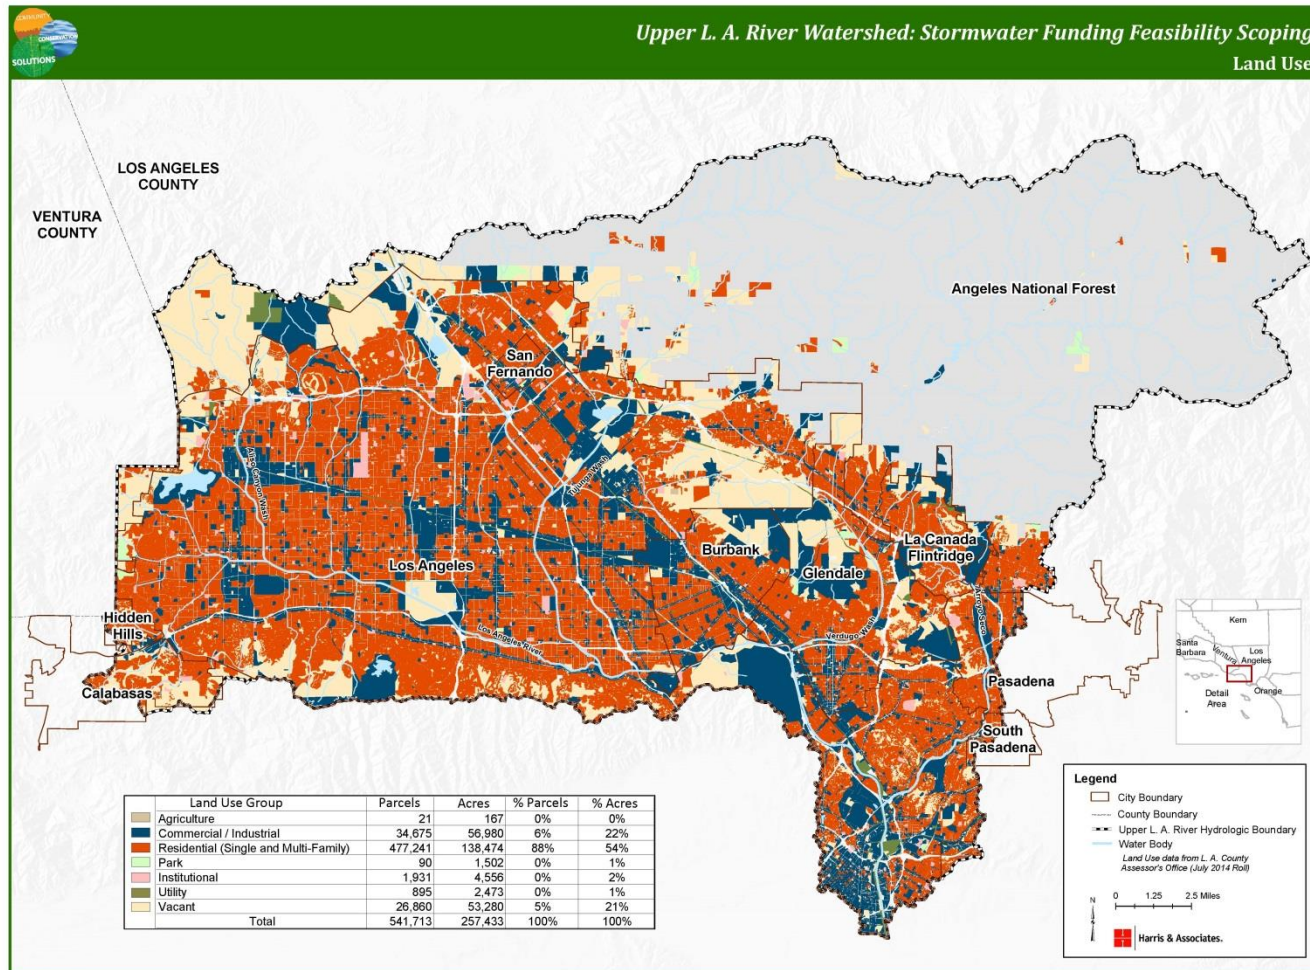 COMMUNITY
CONSERVATION
SOLUTIONS
Upper L. A. River Watershed: Stormwater Funding Feasibility Scoping
Land Use
LOS ANGELES
COUNTY
VENTURA
COUNTY
Angeles National Forest
San
Fernando
Aliso Canyon Wash
Tujunga Wash
Burbank
La Canada
Flintridge
Los Angeles
Glendale
Arroyo Seco
Hidden
Hills
Los Angeles River
Verdugo Wash
Calabasas
Pasadena
South
Pasadena
Kern
Santa
Barbara
Ventura
Los
Angeles
Orange
Detail
Area
Land Use Group Parcels Acres % Parcels % Acres
Agriculture 21 167 0% 0%
Commercial / Industrial 34,675 56,980 6% 22%
Residential (Single and Multi-Family) 477,241 138,474 88% 54%
Park 90 1,502 0% 1%
Institutional 1,931 4,556 0% 2%
Utility 895 2,473 0% 1%
Vacant 26,860 53,280 5% 21%
Total 541,713 257,433 100% 100%
Legend
City Boundary
County Boundary
Upper L. A. River Hydrologic Boundary
Water Body
Land Use data from L. A. County
Assessor's Office (July 2014 Roll)
N
0 1.25 2.5 Miles
Harris & Associates.